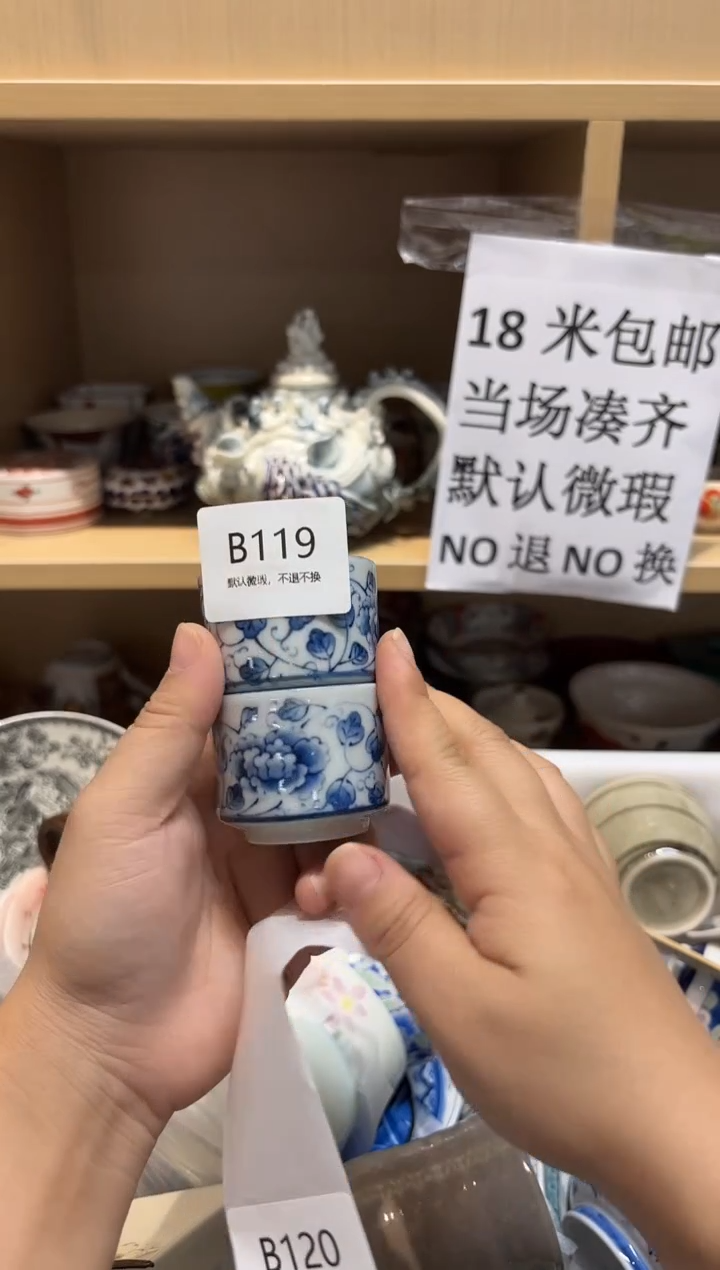 18 米包邮
当场凑齐
默认微瑕
NO 退 NO 换
B119
默认微瑕，不退不换
B120